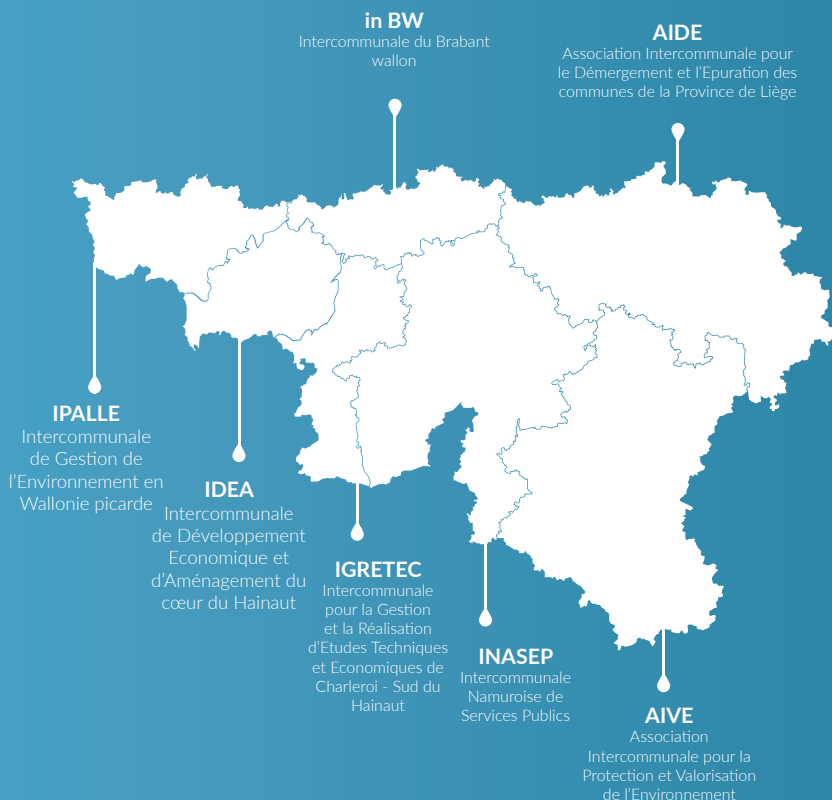 in BW
Intercommunale du Brabant
wallon
AIDE
Association Intercommunale pour
le Démergement et l'Epuration des
communes de la Province de Liège
IPALLE
Intercommunale
de Gestion de
l'Environnement en
Wallonie picarde
IDEA
Intercommunale
de Développement
Economique et
d'Aménagement du
cœur du Hainaut
IGRETEC
Intercommunale
pour la Gestion
et la Réalisation
d'Etudes Techniques
et Economiques de
Charleroi - Sud du
Hainaut
INASEP
Intercommunale
Namuroise de
Services Publics
AIVE
Association
Intercommunale pour la
Protection et Valorisation
de l'Environnement